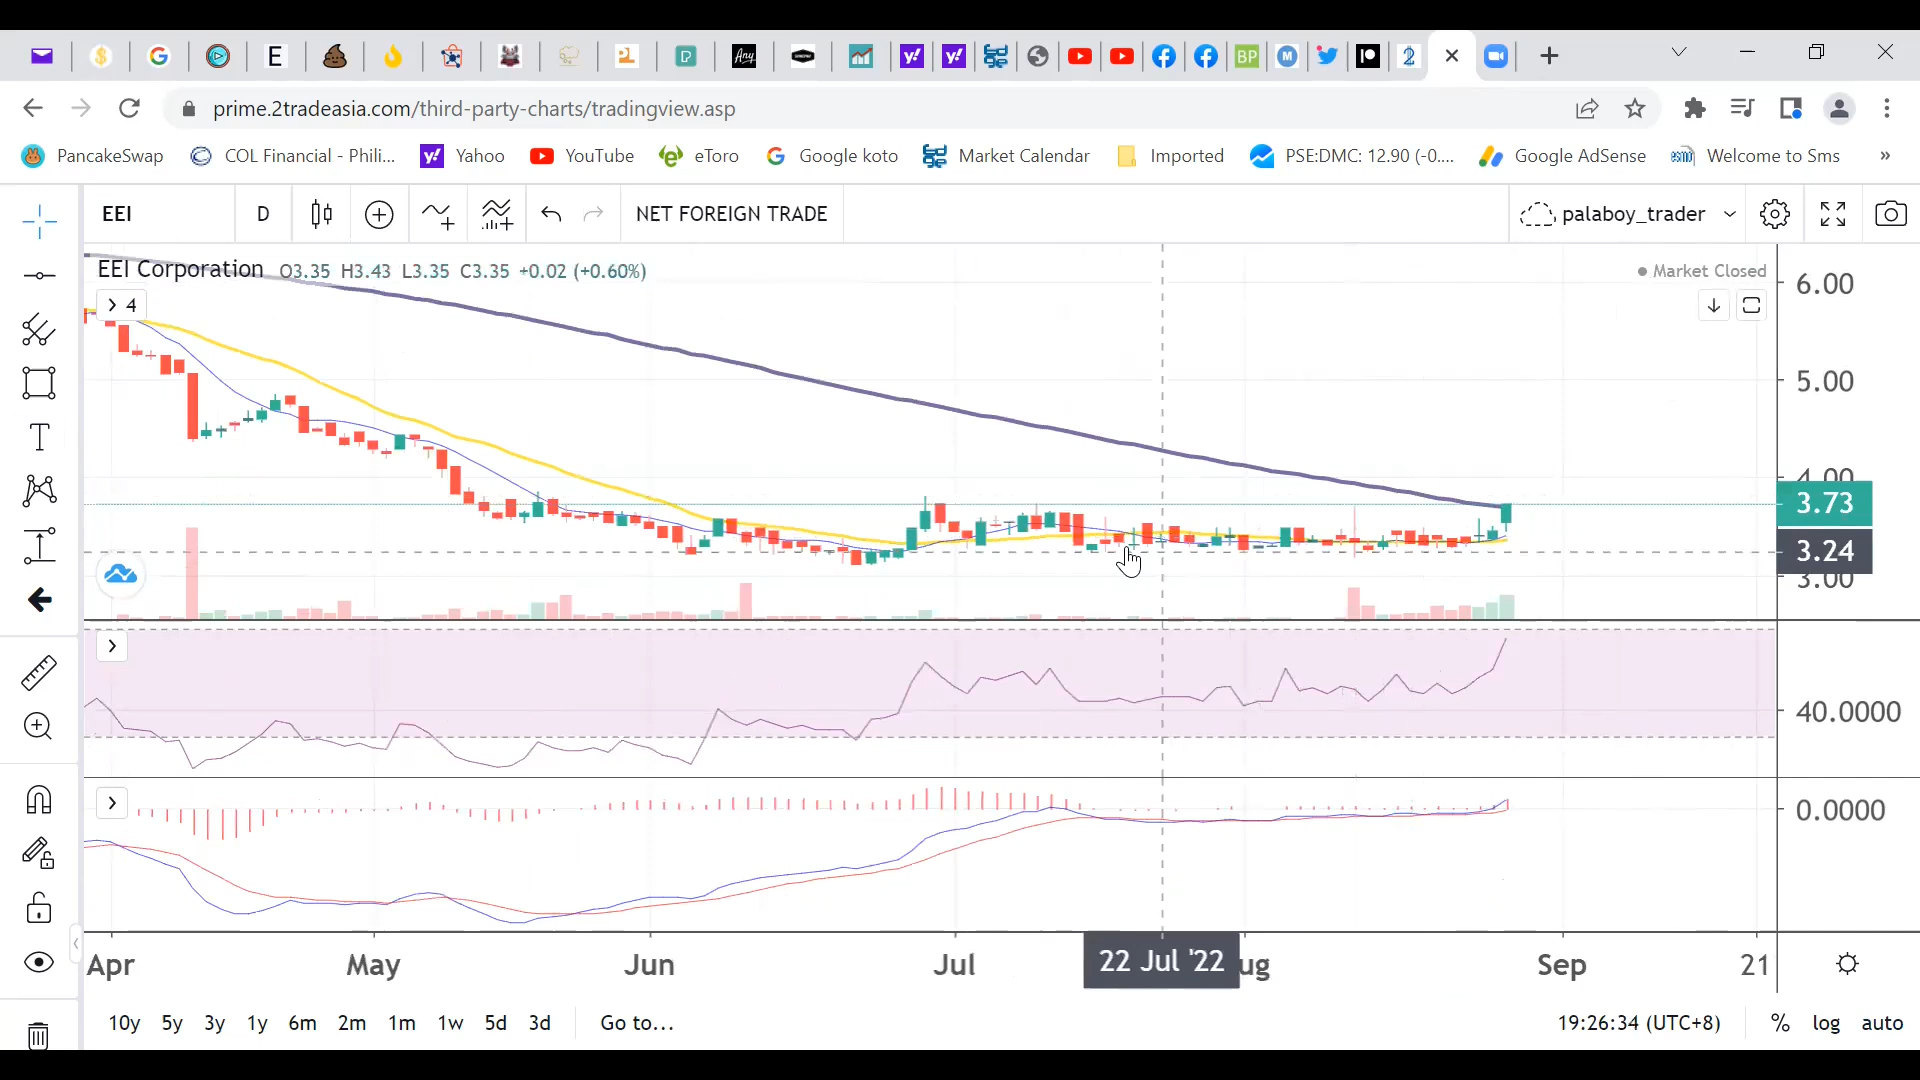 E
Any
BP
M
prime.2tradeasia.com/third-party-charts/tradingview.asp
PancakeSwap COL Financial - Phili... Yahoo YouTube eToro Google koto Market Calendar Imported PSE:DMC: 12.90 (-0.... Google AdSense Welcome to Sms »
EEI D NET FOREIGN TRADE palaboy_trader
EEI Corporation O3.35 H3.43 L3.35 C3.35 +0.02 (+0.60%) Market Closed
4
6.00
5.00
4.00
3.73
3.24
3.00
40.0000
0.0000
Apr May Jun Jul 22 Jul '22 ug Sep 21
10y 5y 3y 1y 6m 2m 1m 1w 5d 3d Go to... 19:26:34 (UTC+8) % log auto